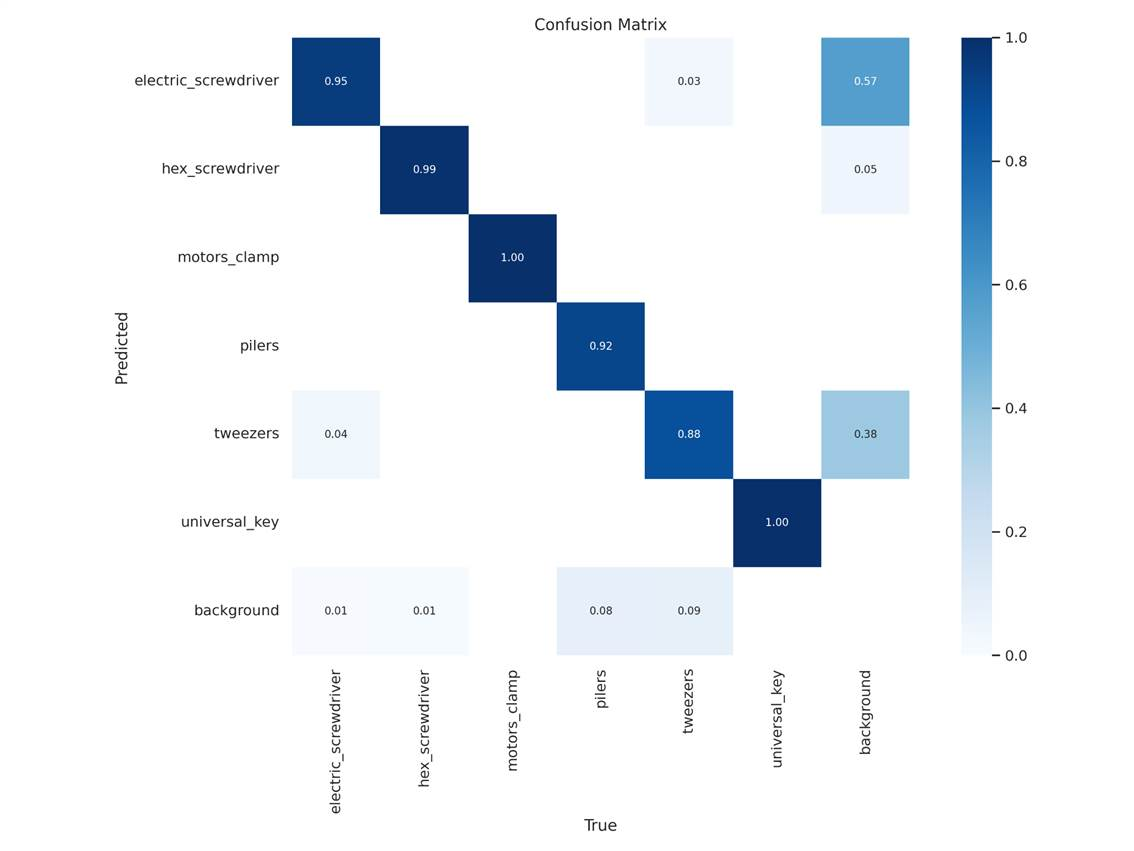 Confusion Matrix
electric_screwdriver 0.95 0.03 0.57
hex_screwdriver 0.99 0.05
motors_clamp 1.00
pilers 0.92
tweezers 0.04 0.88 0.38
universal_key 1.00
background 0.01 0.01 0.08 0.09
Predicted
electric_screwdriver
hex_screwdriver
motors_clamp
pilers
tweezers
universal_key
background
True
1.0
0.8
0.6
0.4
0.2
0.0